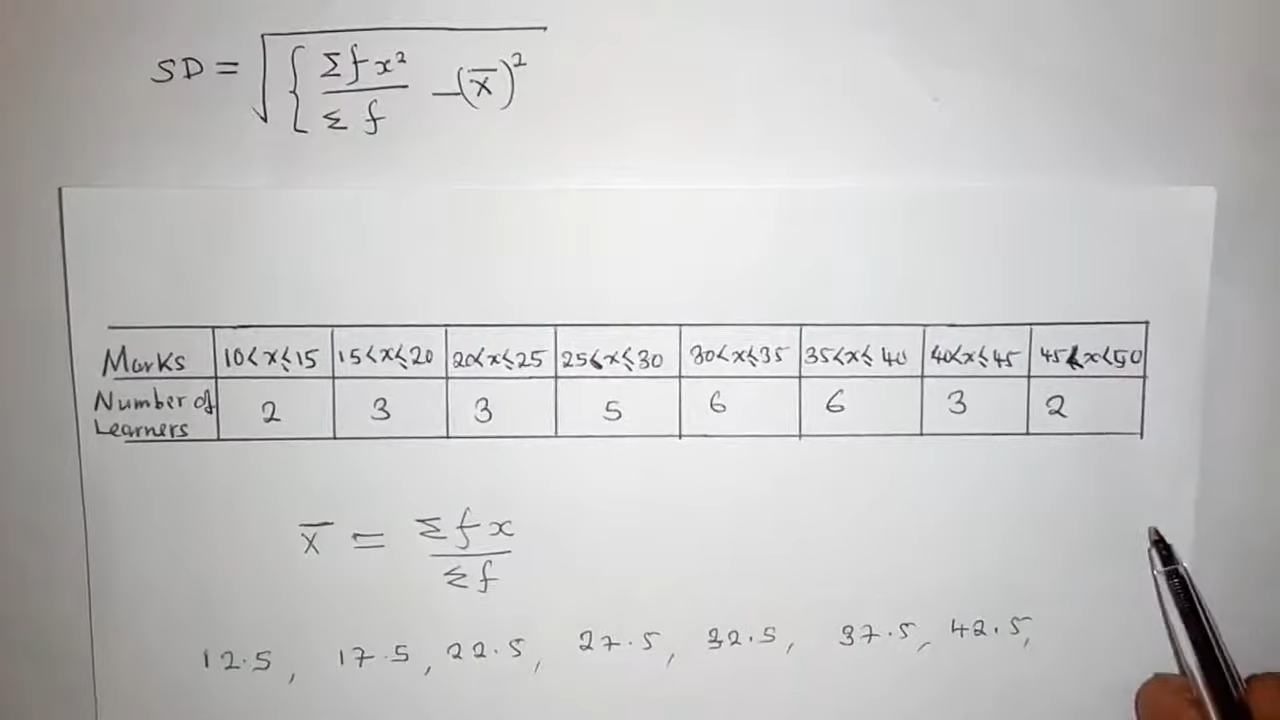 SD = √{ Σfx² / Σf – (x̄)²
Marks 10<x≤15 15<x≤20 20<x≤25 25<x≤30 30<x≤35 35<x≤40 40<x≤45 45<x<50
Number of Learners 2 3 3 5 6 6 3 2
x̄ = Σfx / Σf
12.5, 17.5, 22.5, 27.5, 32.5, 37.5, 42.5,